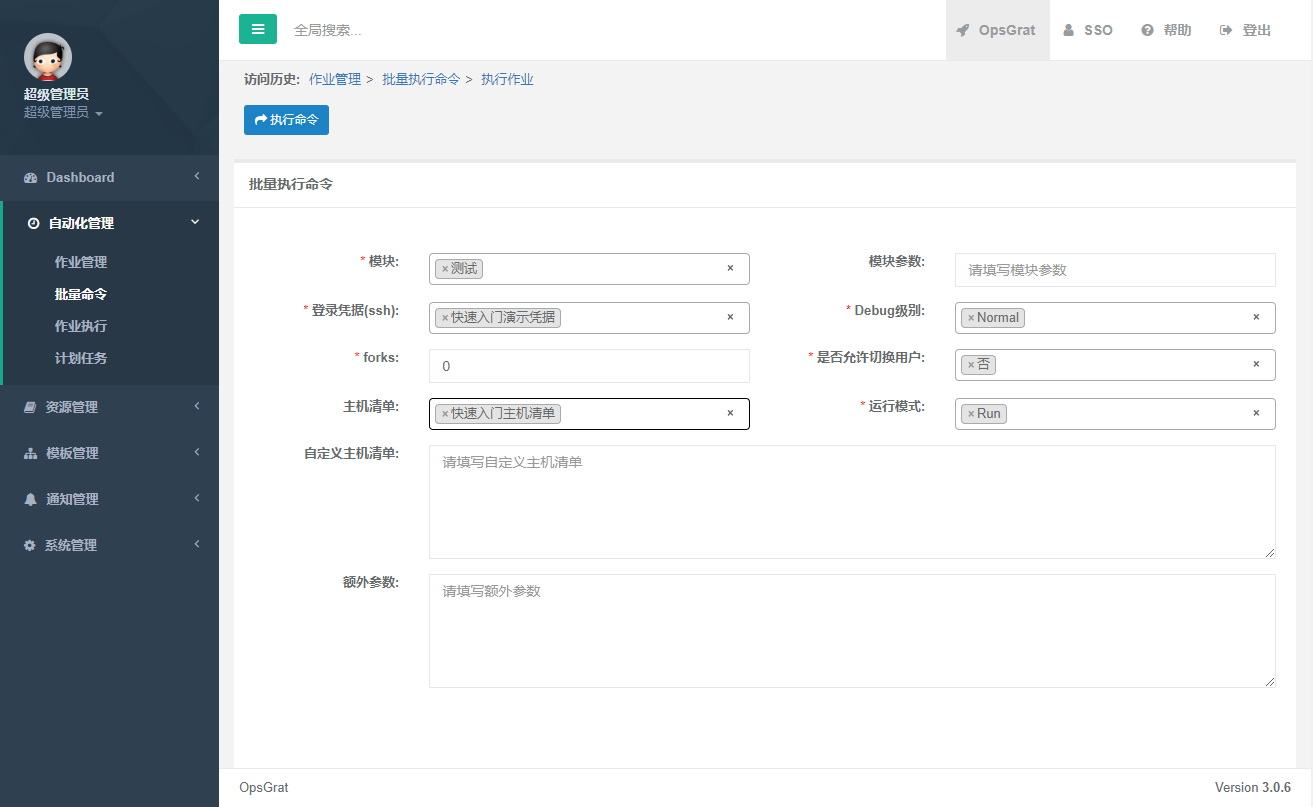 超级管理员
超级管理员
Dashboard
自动化管理
作业管理
批量命令
作业执行
计划任务
资源管理
模板管理
通知管理
系统管理
全局搜索...
OpsGrat SSO 帮助 登出
访问历史: 作业管理 > 批量执行命令 > 执行作业
执行命令
批量执行命令
* 模块: ×测试 × 模块参数: 请填写模块参数
* 登录凭据(ssh): ×快速入门演示凭据 × * Debug级别: ×Normal ×
* forks: 0 * 是否允许切换用户: ×否 ×
主机清单: ×快速入门主机清单 × * 运行模式: ×Run ×
自定义主机清单: 请填写自定义主机清单
额外参数: 请填写额外参数
OpsGrat Version 3.0.6